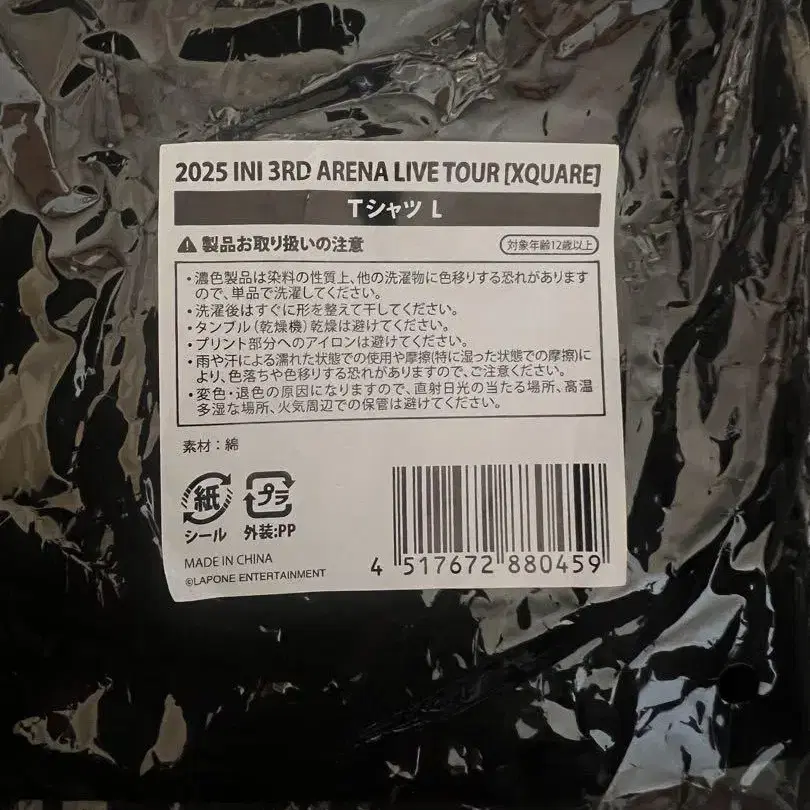 2025 INI 3RD ARENA LIVE TOUR [XQUARE]
Tシャツ L
製品お取り扱いの注意
対象年齢12歳以上
・濃色製品は染料の性質上、他の洗濯物に色移りする恐れがあります
ので、単品で洗濯してください。
・洗濯後はすぐに形を整えて干してください。
・タンブル(乾燥機)乾燥は避けてください。
・プリント部分へのアイロンは避けてください。
・雨や汗による濡れた状態での使用や摩擦(特に湿った状態での摩擦)に
より、色落ちや色移りする恐れがありますので、ご注意ください。
・変色・退色の原因になりますので、直射日光の当たる場所、高温
多湿な場所、火気周辺での保管は避けてください。
素材：綿
紙
プラ
シール
外装:PP
MADE IN CHINA
©LAPONE ENTERTAINMENT
4 517672 880459